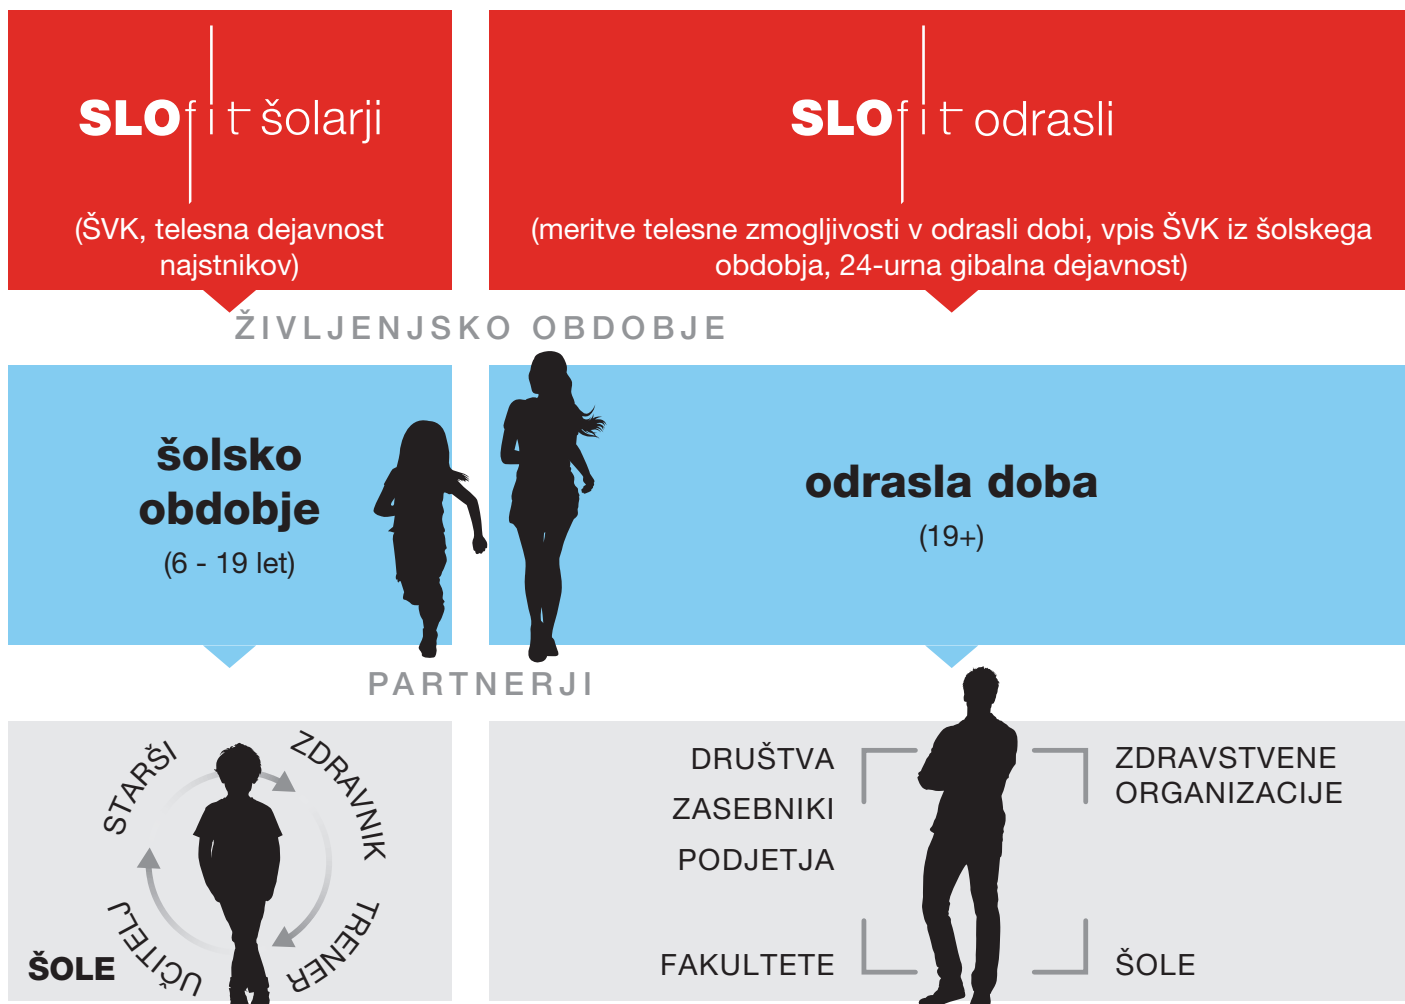 SLOfit šolarji
(ŠVK, telesna dejavnost
najstnikov)
SLOfit odrasli
(meritve telesne zmogljivosti v odrasli dobi, vpis ŠVK iz šolskega
obdobja, 24-urna gibalna dejavnost)
ŽIVLJENJSKO OBDOBJE
šolsko
obdobje
(6 - 19 let)
odrasla doba
(19+)
PARTNERJI
STARŠI
ZDRAVNIK
TRENER
UČITELJ
ŠOLE
DRUŠTVA
ZASEBNIKI
PODJETJA
FAKULTETE
ZDRAVSTVENE
ORGANIZACIJE
ŠOLE